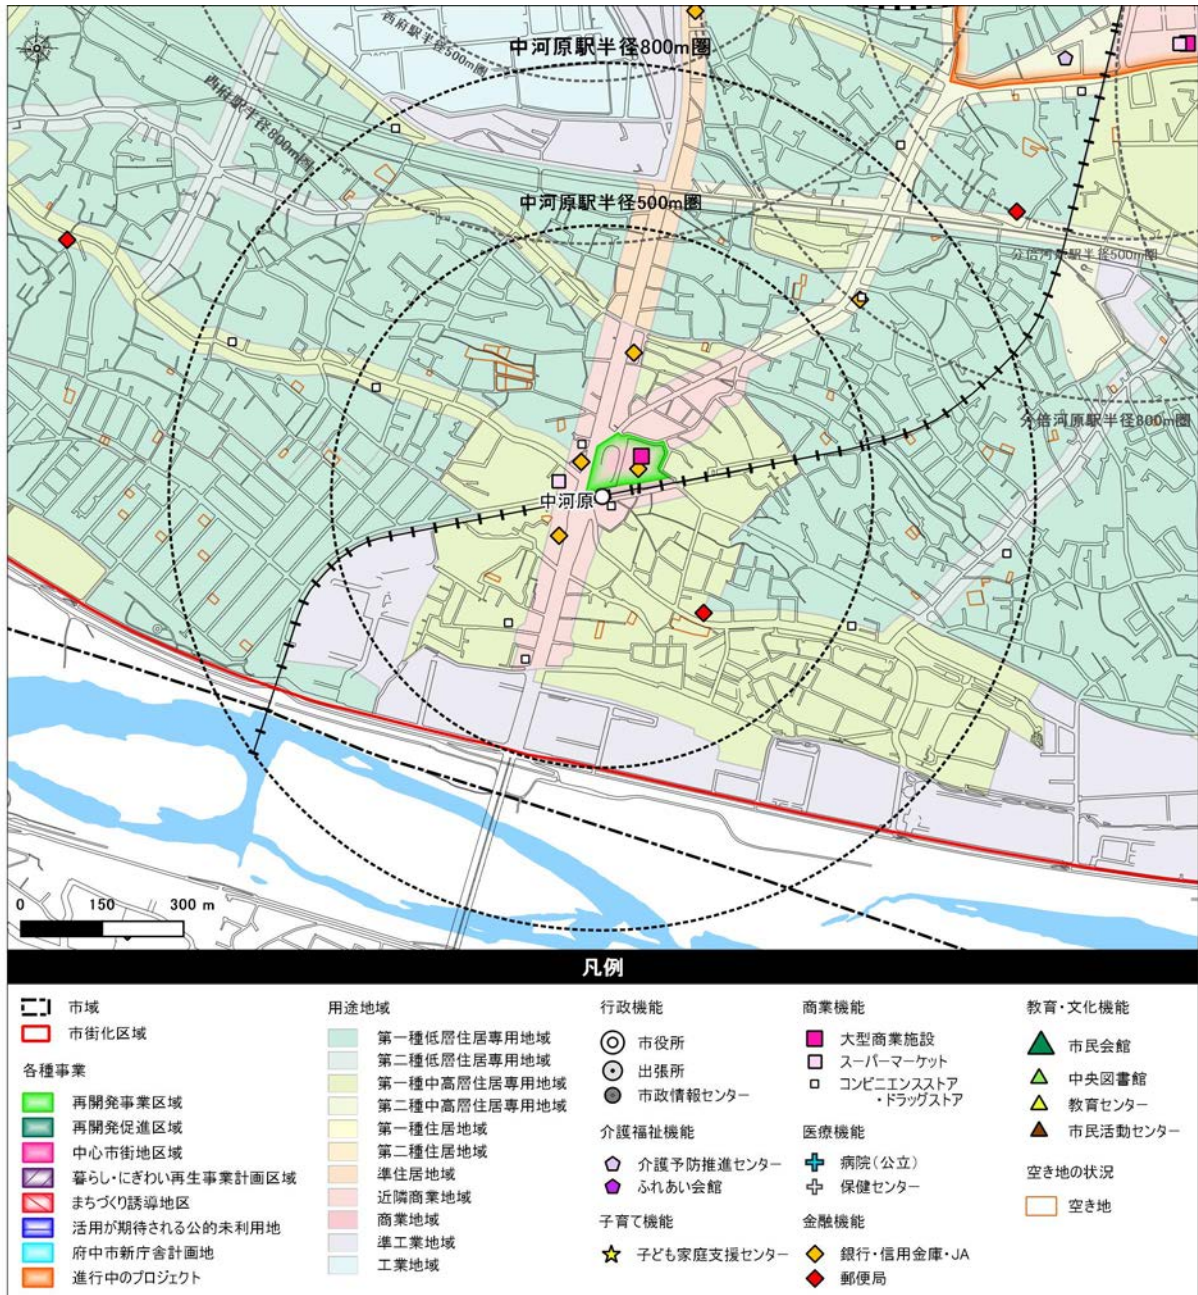 中河原駅半径800m圏
西府駅半径500m圏
西府駅半径800m圏
中河原駅半径500m圏
分倍河原駅半径500m圏
分倍河原駅半径800m圏
中河原
0 150 300 m
凡例
市域
市街化区域
各種事業
再開発事業区域
再開発促進区域
中心市街地区域
暮らし・にぎわい再生事業計画区域
まちづくり誘導地区
活用が期待される公的未利用地
府中市新庁舎計画地
進行中のプロジェクト
用途地域
第一種低層住居専用地域
第二種低層住居専用地域
第一種中高層住居専用地域
第二種中高層住居専用地域
第一種住居地域
第二種住居地域
準住居地域
近隣商業地域
商業地域
準工業地域
工業地域
行政機能
市役所
出張所
市政情報センター
介護福祉機能
介護予防推進センター
ふれあい会館
子育て機能
子ども家庭支援センター
商業機能
大型商業施設
スーパーマーケット
コンビニエンスストア
・ドラッグストア
医療機能
病院(公立)
保健センター
金融機能
銀行・信用金庫・JA
郵便局
教育・文化機能
市民会館
中央図書館
教育センター
市民活動センター
空き地の状況
空き地